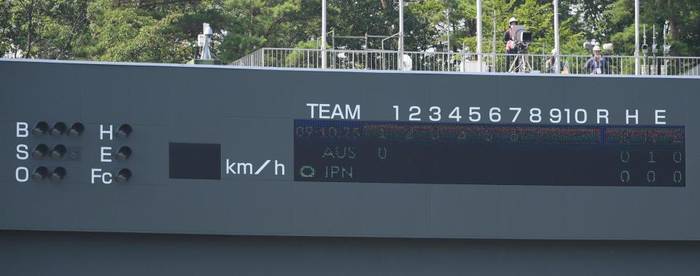 TEAM 1 2 3 4 5 6 7 8 9 10 R H E
B H
S E
O Fc
km/h
AUS 0 0 1 0
JPN 0 0 0